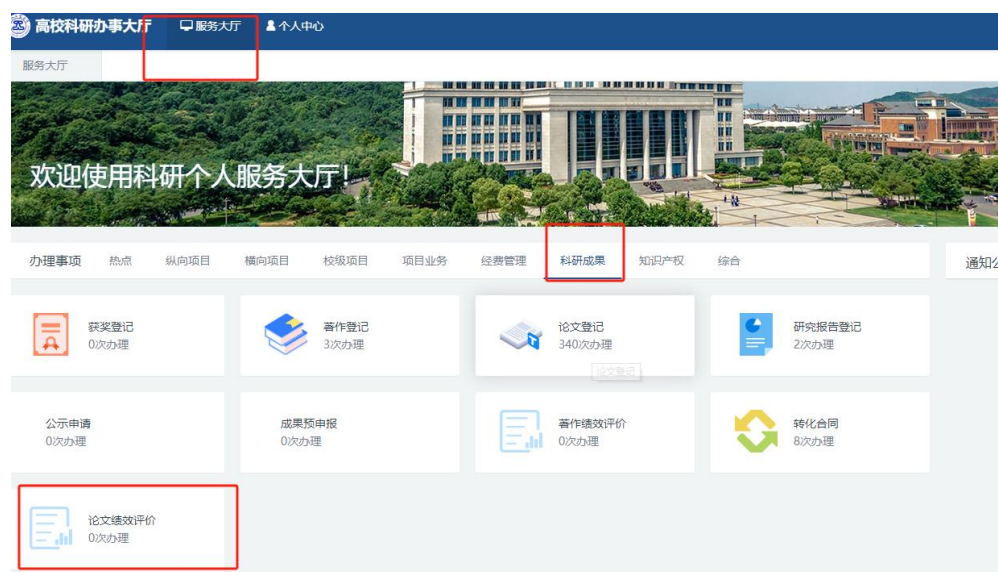 高校科研办事大厅 服务大厅 个人中心
服务大厅
欢迎使用科研个人服务大厅!
办理事项 热点 纵向项目 横向项目 校级项目 项目业务 经费管理 科研成果 知识产权 综合 通知公
获奖登记 著作登记 论文登记 研究报告登记
0次办理 3次办理 340次办理 2次办理
论文登记
公示申请 成果预申报 著作绩效评价 转化合同
0次办理 0次办理 0次办理 8次办理
论文绩效评价
0次办理